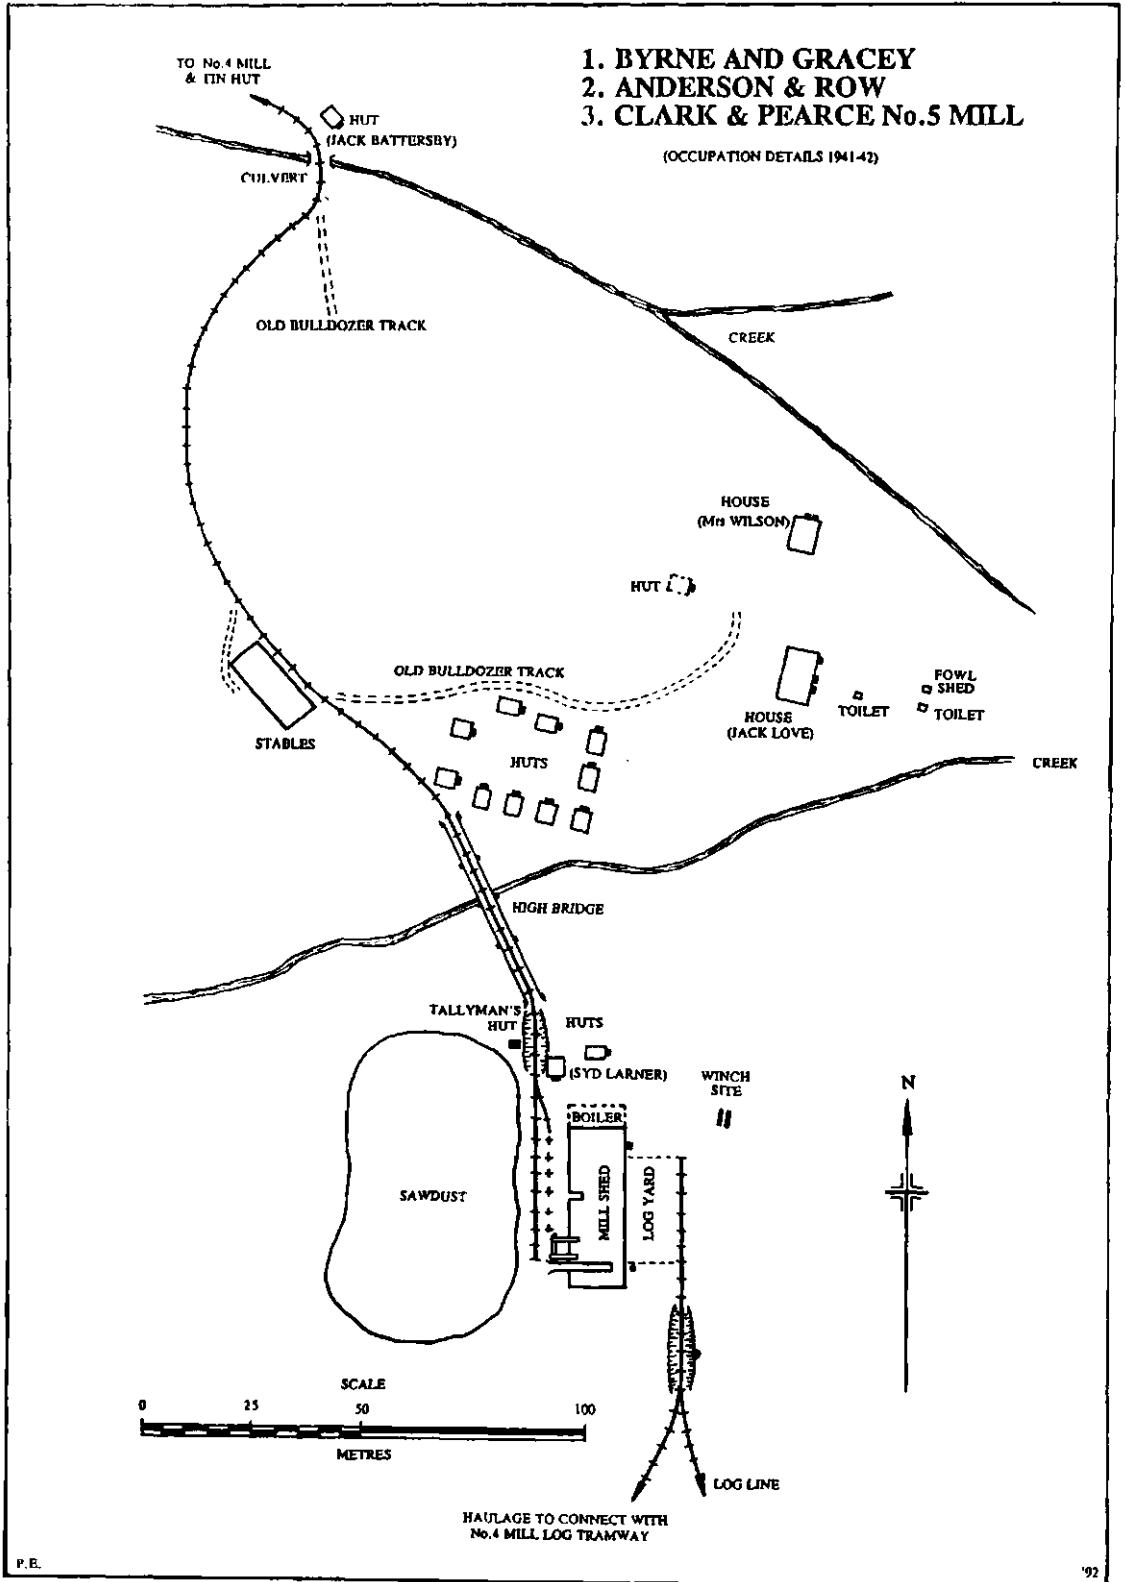 1. BYRNE AND GRACEY
2. ANDERSON & ROW
3. CLARK & PEARCE No.5 MILL
(OCCUPATION DETAILS 1941-42)
TO No.4 MILL
& TIN HUT
HUT
(JACK BATTERSBY)
CULVERT
OLD BULLDOZER TRACK
CREEK
HOUSE
(Mrs WILSON)
HUT
OLD BULLDOZER TRACK
STABLES
HUTS
HOUSE
(JACK LOVE)
TOILET
FOWL
SHED
TOILET
CREEK
HIGH BRIDGE
TALLYMAN'S
HUT
HUTS
(SYD LARNER)
WINCH
SITE
BOILER
MILL SHED
LOG YARD
SAWDUST
N
SCALE
0 25 50 100
METRES
LOG LINE
HAULAGE TO CONNECT WITH
No.4 MILL LOG TRAMWAY
P.E.
'92